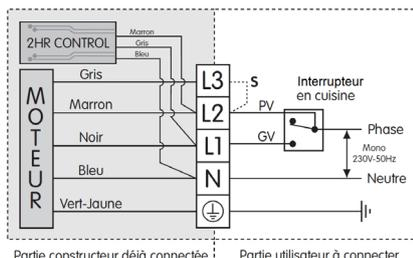 2HR CONTROL
Marron
Gris
Bleu
MOTEUR
Gris
Marron
Noir
Bleu
Vert-Jaune
L3
L2
L1
N
S
PV
GV
Interrupteur
en cuisine
Phase
Mono
230V-50Hz
Neutre
Partie constructeur déjà connectée
Partie utilisateur à connecter